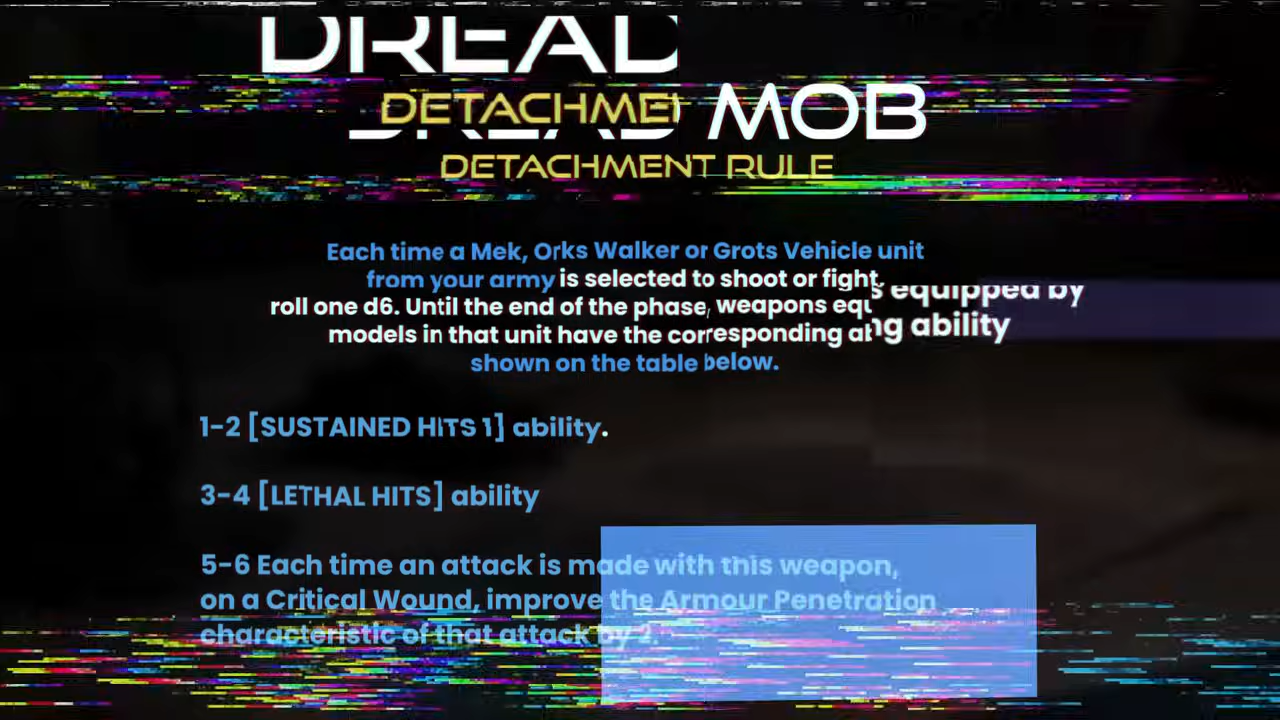 DREAD
DETACHME
DREAD MOB
DETACHMENT RULE
Each time a Mek, Orks Walker or Grots Vehicle unit
from your army is selected to shoot or fight,
roll one d6. Until the end of the phase, weapons equipped by
models in that unit have the corresponding ability
shown on the table below.
1-2 [SUSTAINED HITS 1] ability.
3-4 [LETHAL HITS] ability
5-6 Each time an attack is made with this weapon,
on a Critical Wound, improve the Armour Penetration
characteristic of that attack by 2.